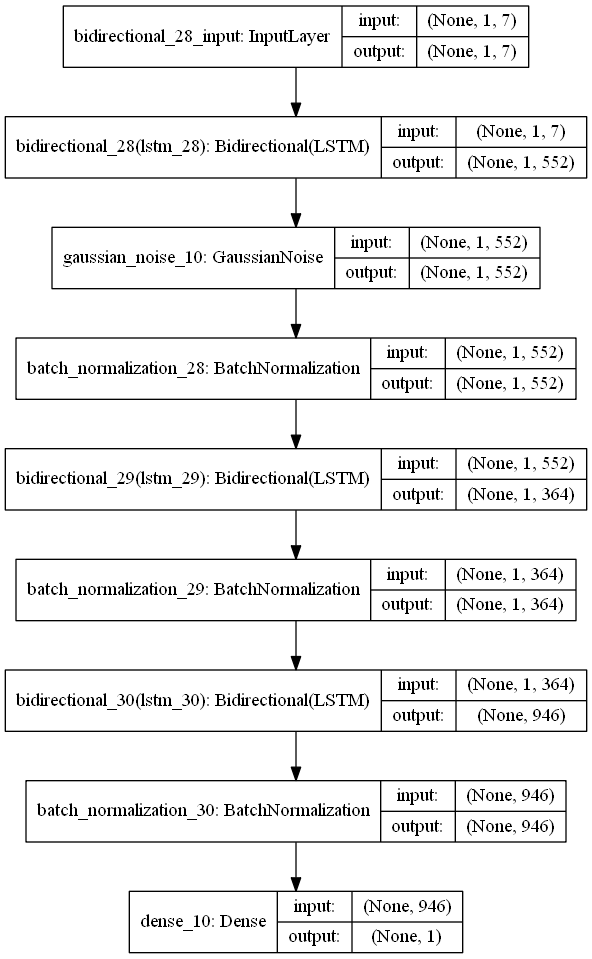 bidirectional_28_input: InputLayer
input: (None, 1, 7)
output: (None, 1, 7)
bidirectional_28(lstm_28): Bidirectional(LSTM)
input: (None, 1, 7)
output: (None, 1, 552)
gaussian_noise_10: GaussianNoise
input: (None, 1, 552)
output: (None, 1, 552)
batch_normalization_28: BatchNormalization
input: (None, 1, 552)
output: (None, 1, 552)
bidirectional_29(lstm_29): Bidirectional(LSTM)
input: (None, 1, 552)
output: (None, 1, 364)
batch_normalization_29: BatchNormalization
input: (None, 1, 364)
output: (None, 1, 364)
bidirectional_30(lstm_30): Bidirectional(LSTM)
input: (None, 1, 364)
output: (None, 946)
batch_normalization_30: BatchNormalization
input: (None, 946)
output: (None, 946)
dense_10: Dense
input: (None, 946)
output: (None, 1)